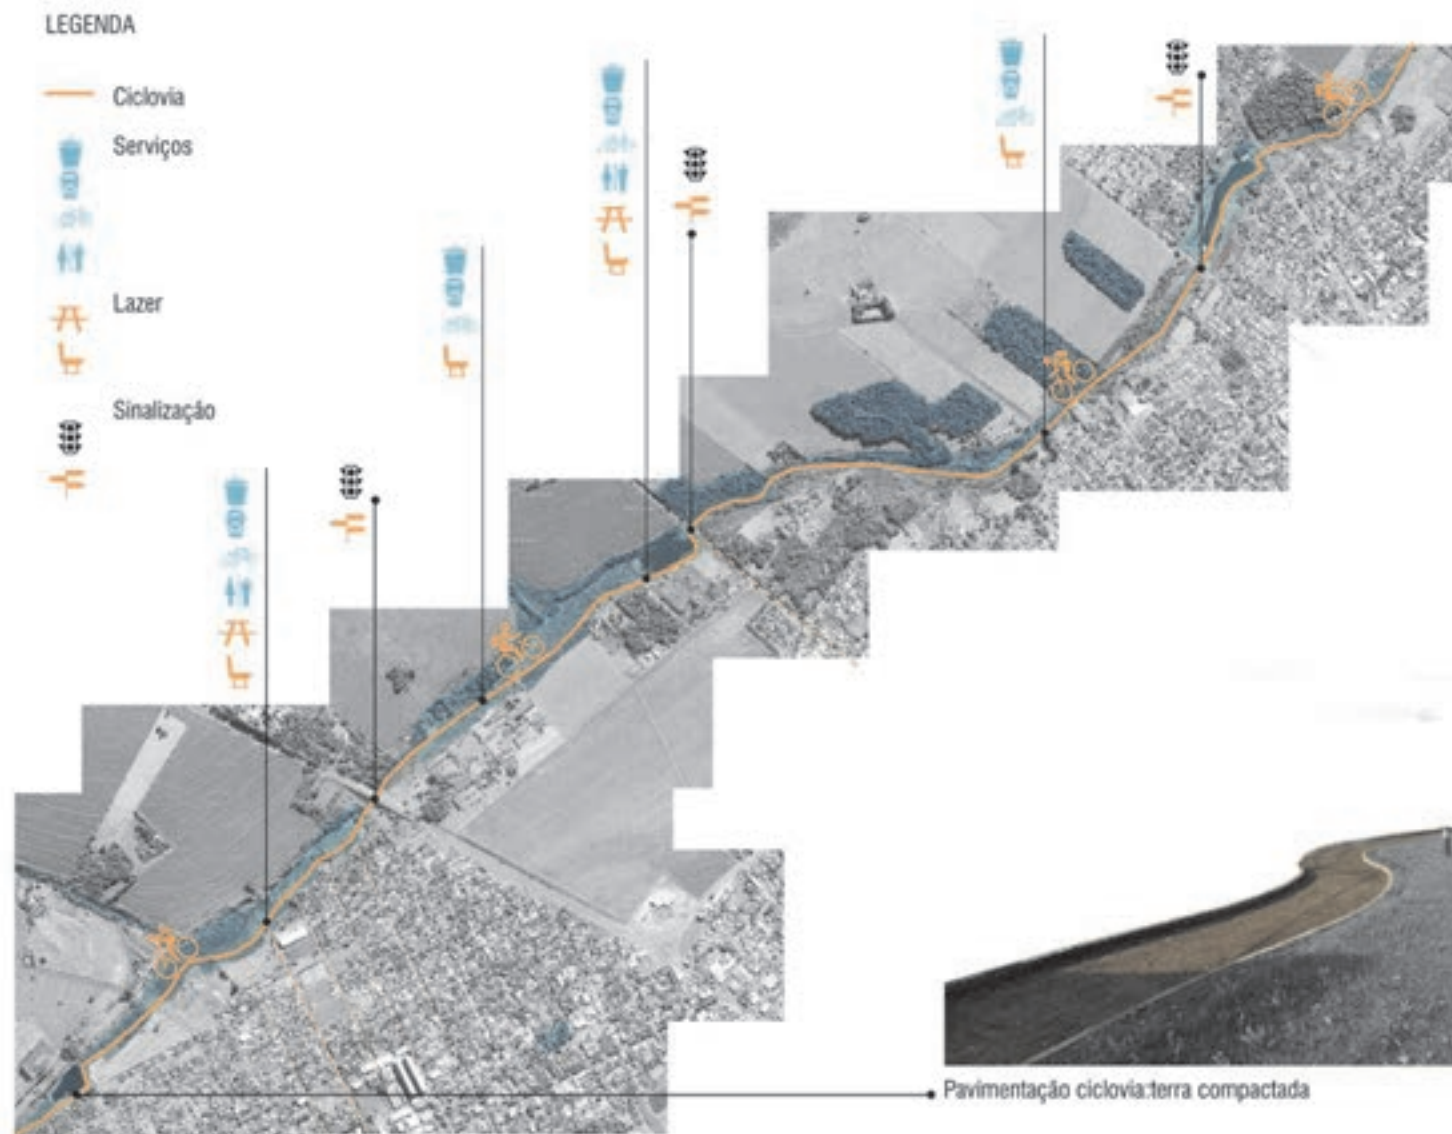 LEGENDA
Ciclovia
Serviços
Lazer
Sinalização
Pavimentação ciclovia:terra compactada